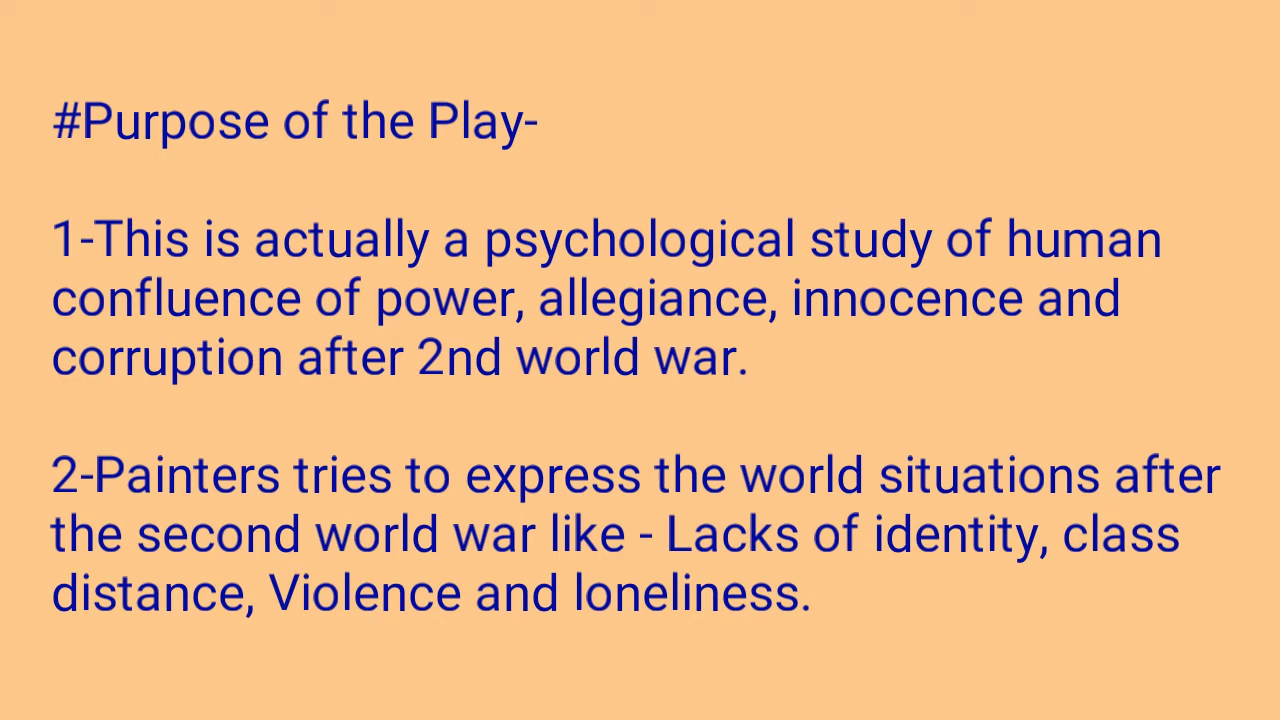 #Purpose of the Play-
1-This is actually a psychological study of human
confluence of power, allegiance, innocence and
corruption after 2nd world war.
2-Painters tries to express the world situations after
the second world war like - Lacks of identity, class
distance, Violence and loneliness.